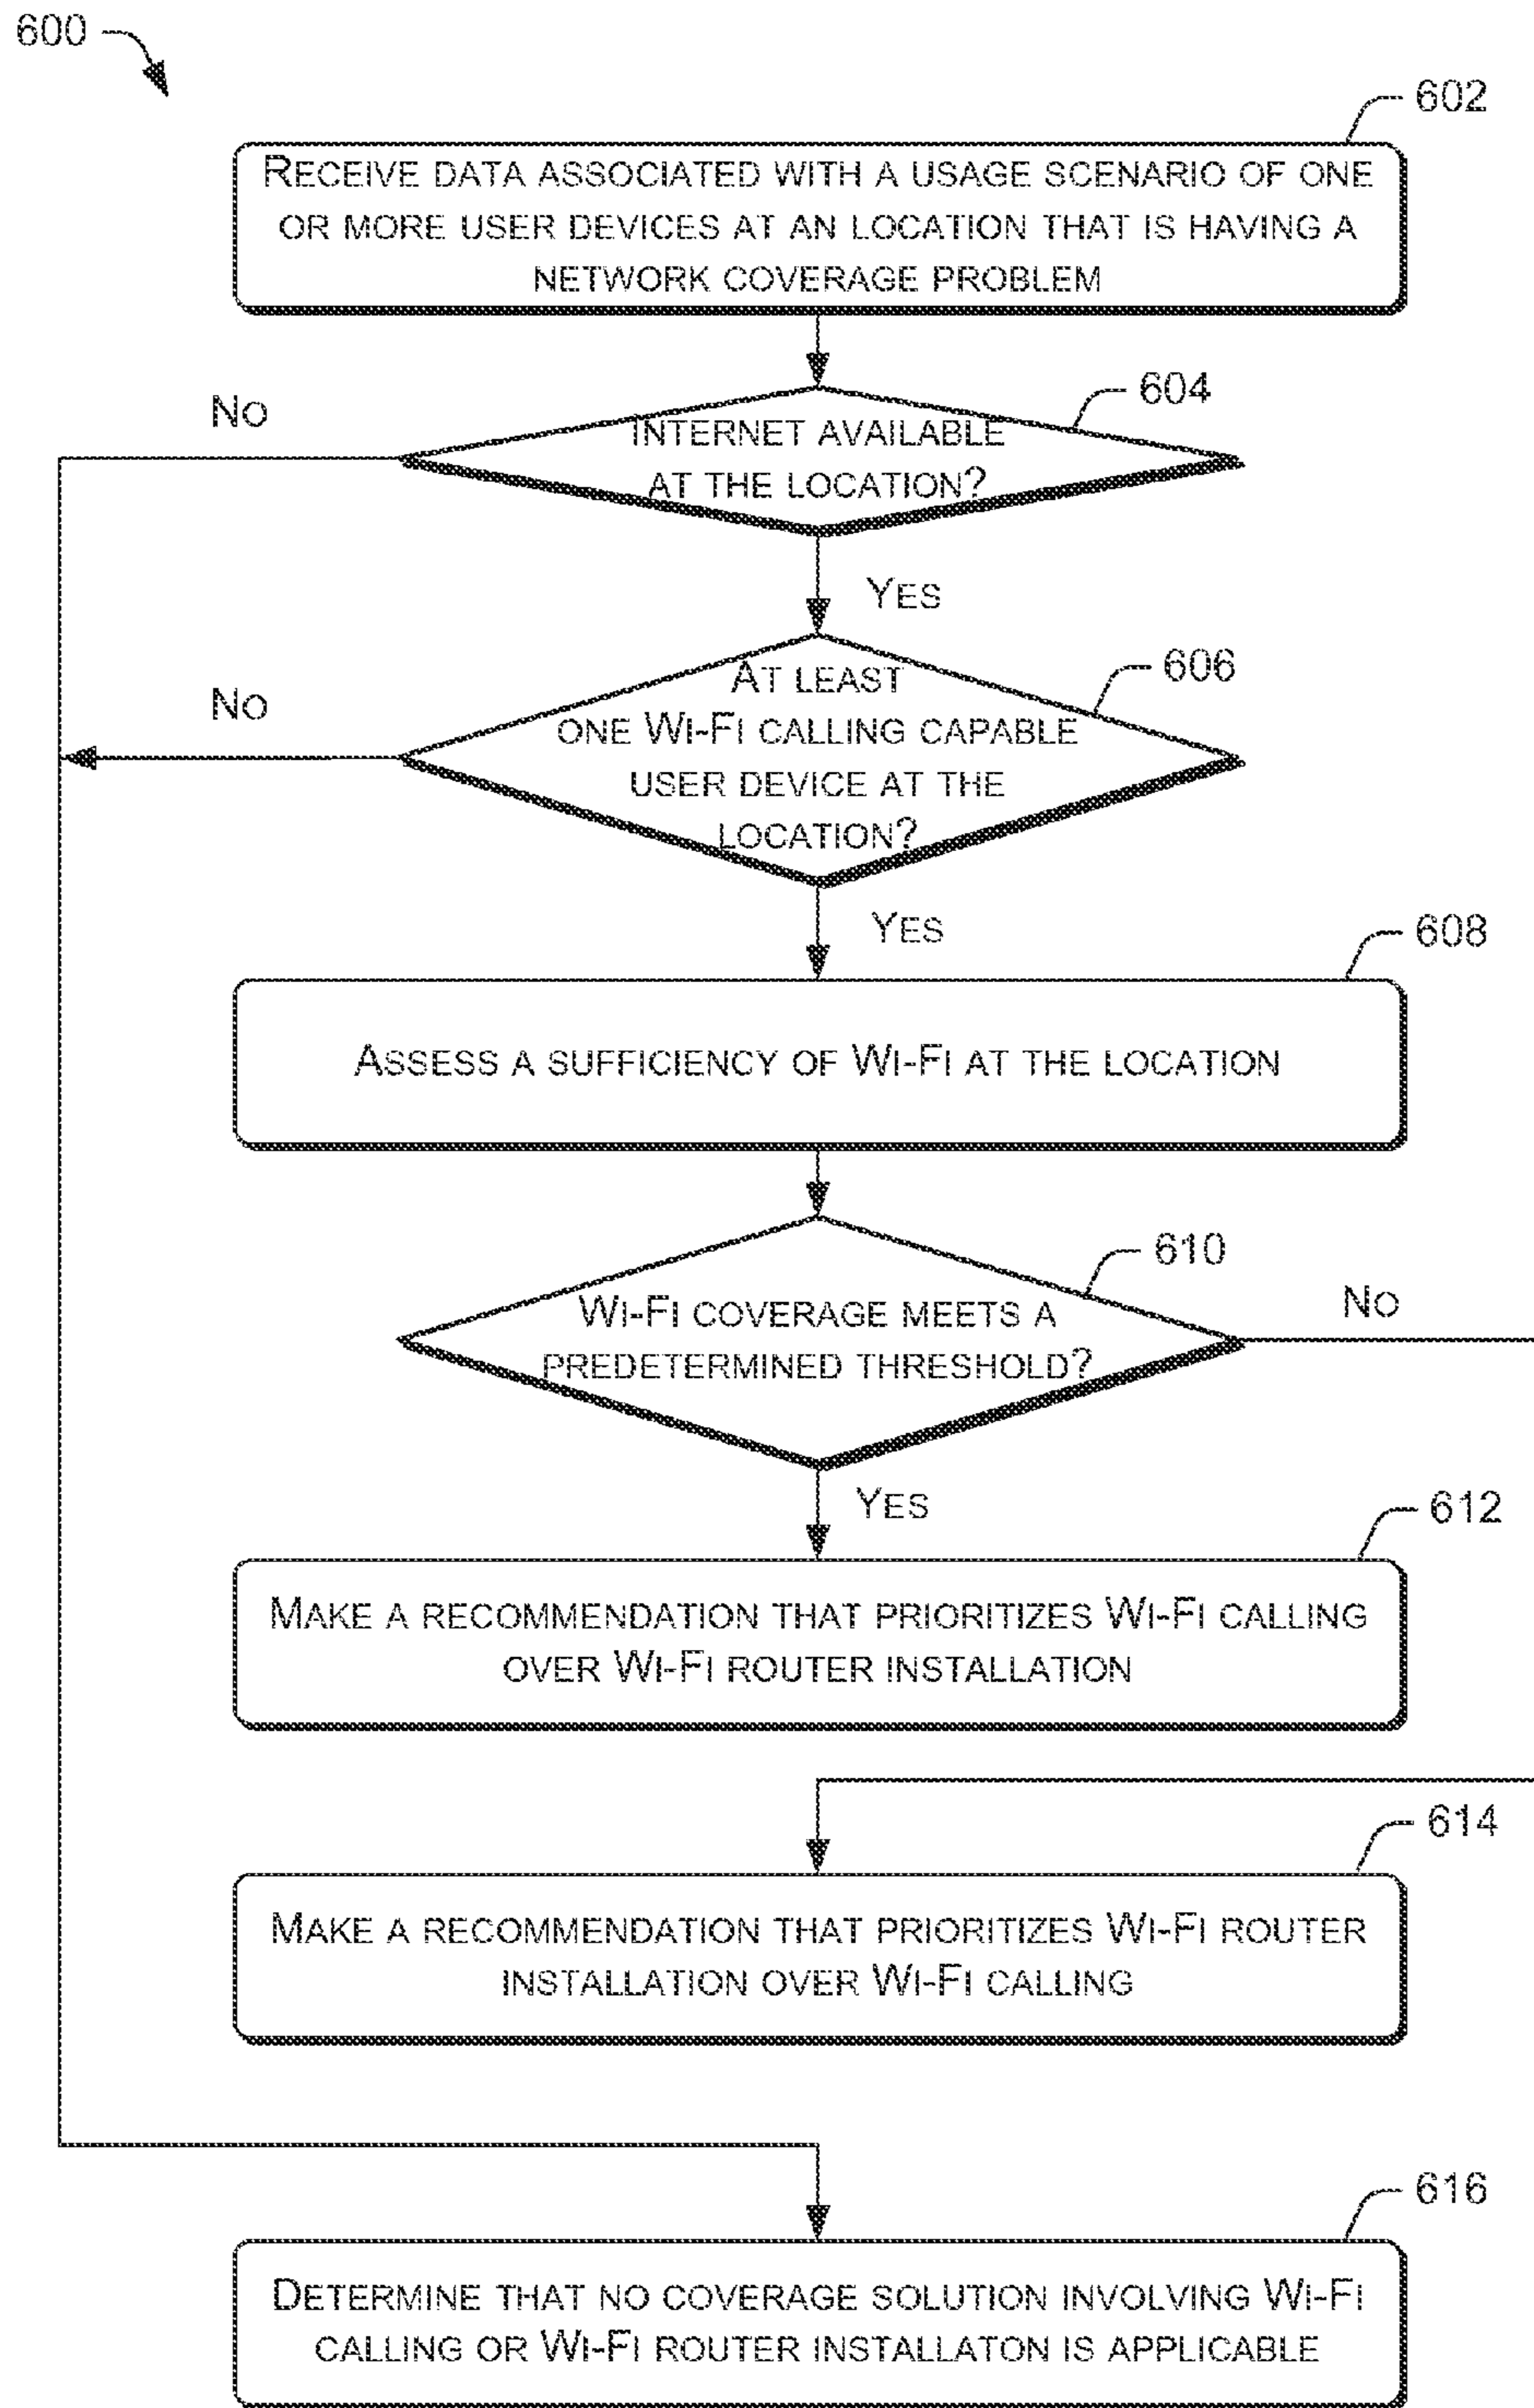 600
602
RECEIVE DATA ASSOCIATED WITH A USAGE SCENARIO OF ONE
OR MORE USER DEVICES AT AN LOCATION THAT IS HAVING A
NETWORK COVERAGE PROBLEM
604
NO
INTERNET AVAILABLE
AT THE LOCATION?
YES
606
NO
AT LEAST
ONE WI-FI CALLING CAPABLE
USER DEVICE AT THE
LOCATION?
YES
608
ASSESS A SUFFICIENCY OF WI-FI AT THE LOCATION
610
NO
WI-FI COVERAGE MEETS A
PREDETERMINED THRESHOLD?
YES
612
MAKE A RECOMMENDATION THAT PRIORITIZES WI-FI CALLING
OVER WI-FI ROUTER INSTALLATION
614
MAKE A RECOMMENDATION THAT PRIORITIZES WI-FI ROUTER
INSTALLATION OVER WI-FI CALLING
616
DETERMINE THAT NO COVERAGE SOLUTION INVOLVING WI-FI
CALLING OR WI-FI ROUTER INSTALLATON IS APPLICABLE